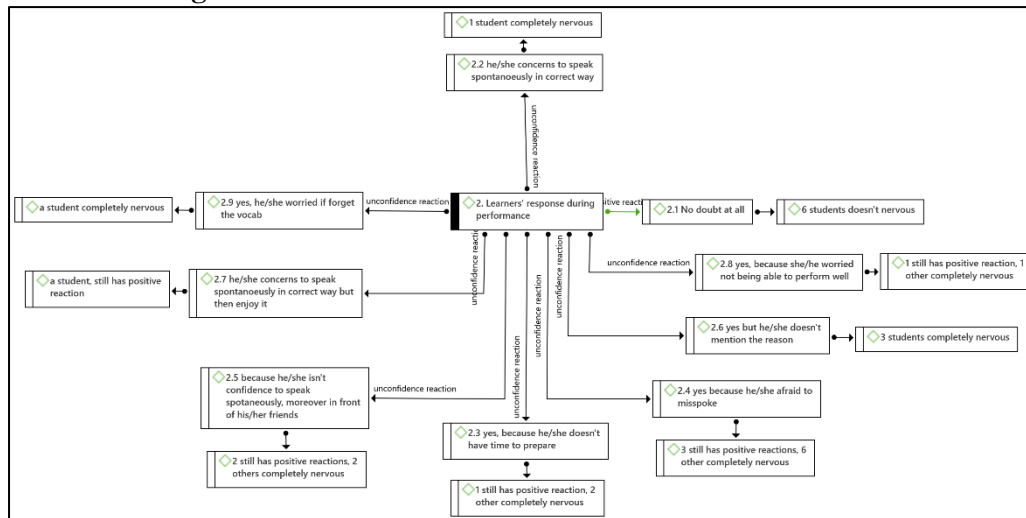 1 student completely nervous
2.2 he/she concerns to speak
spontanoeusly in correct way
unconfidence reaction
a student completely nervous
2.9 yes, he/she worried if forget
the vocab
unconfidence reaction
2. Learners' response during
performance
sitive reacti
2.1 No doubt at all
6 students doesn't nervous
a student, still has positive
reaction
2.7 he/she concerns to speak
spontanoeusly in correct way but
then enjoy it
unconfidence reaction
unconfidence reaction
2.8 yes, because she/he worried
not being able to perform well
1 still has positive reaction, 1
other completely nervous
unconfidence reaction
unconfidence reaction
2.6 yes but he/she doesn't
mention the reason
3 students completely nervous
2.5 because he/she isn't
confidence to speak
spotaneously, moreover in front
of his/her friends
unconfidence reaction
unconfidence reaction
2.4 yes because he/she afraid to
misspoke
2 still has positive reactions, 2
others completely nervous
2.3 yes, because he/she doesn't
have time to prepare
3 still has positive reactions, 6
other completely nervous
1 still has positive reaction, 2
other completely nervous